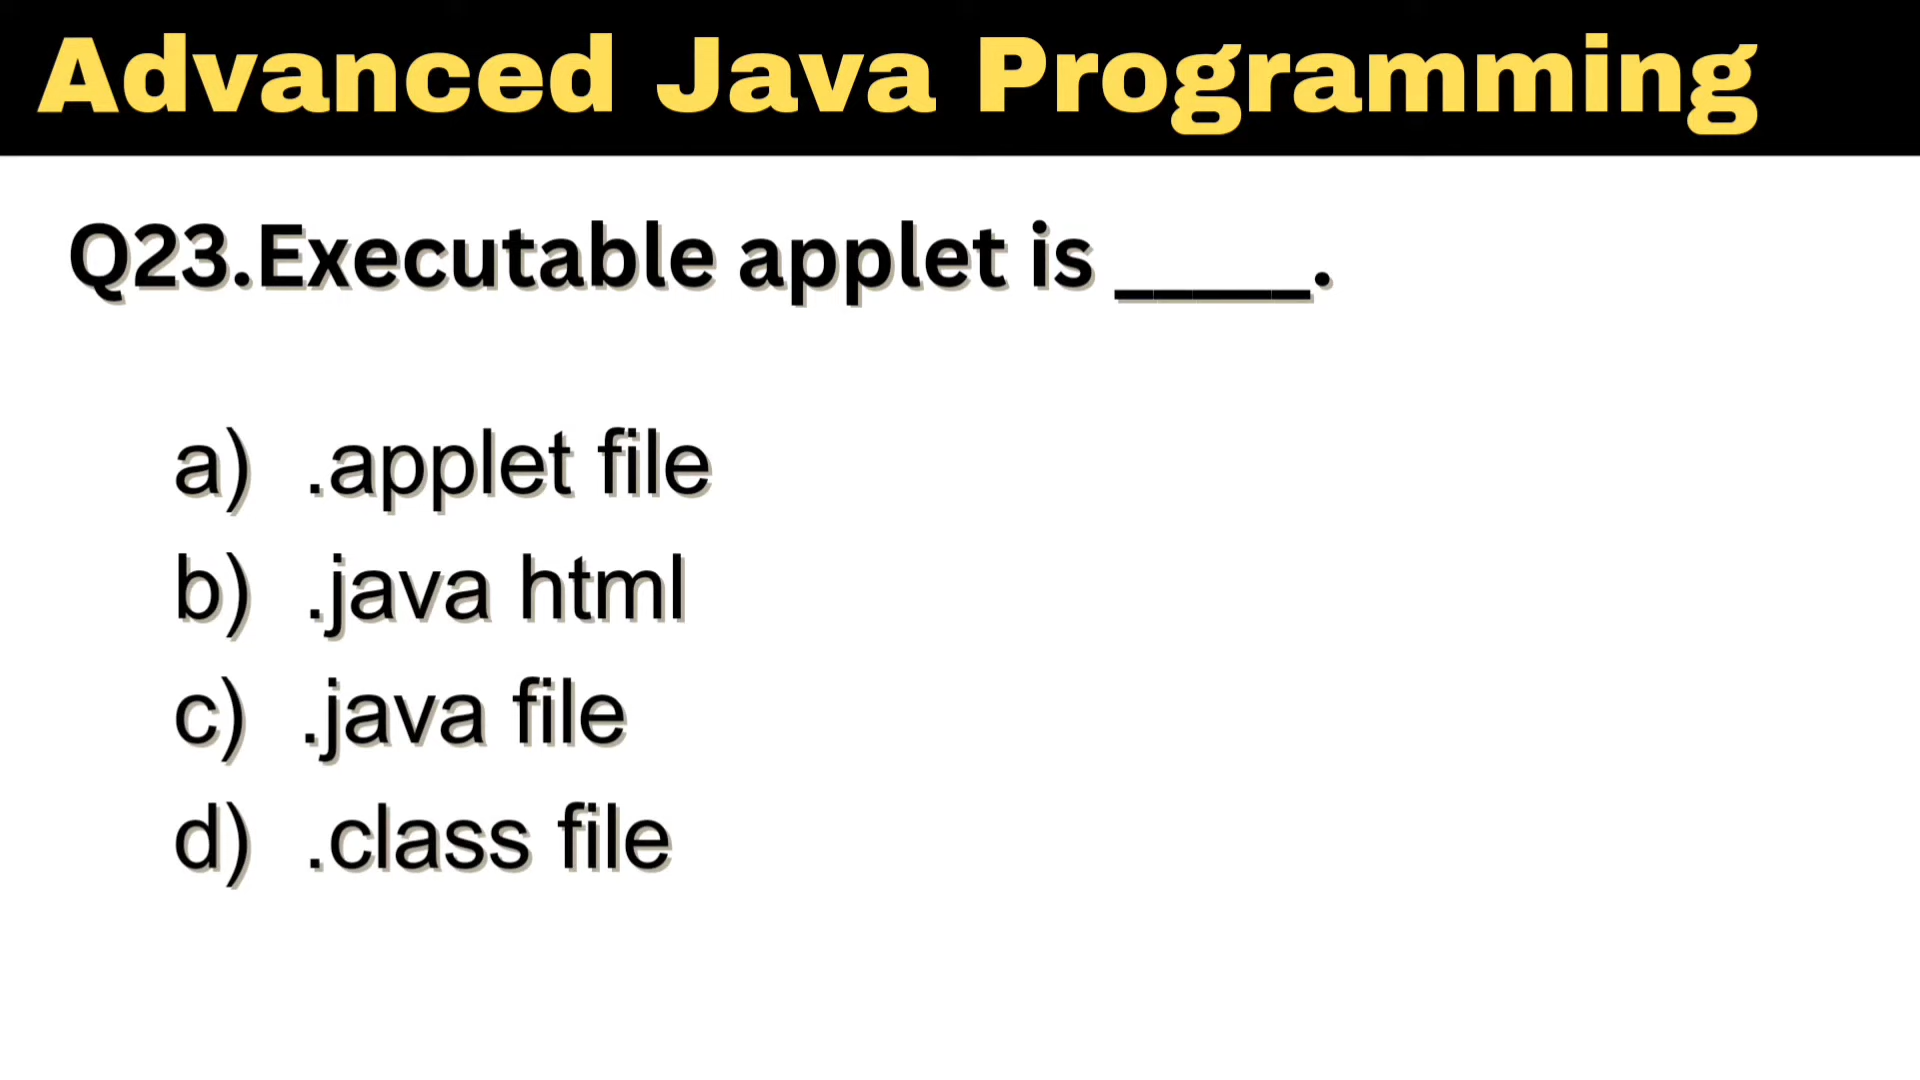 Advanced Java Programming
Q23.Executable applet is _____.
a) .applet file
b) .java html
c) .java file
d) .class file